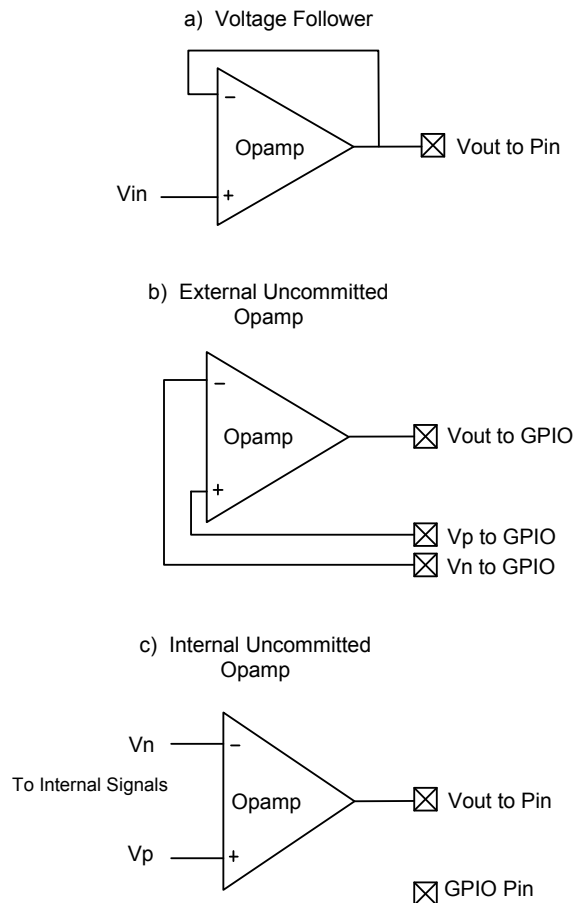 a) Voltage Follower
−
Opamp
Vout to Pin
Vin
+
b) External Uncommitted
Opamp
−
Opamp
Vout to GPIO
+
Vp to GPIO
Vn to GPIO
c) Internal Uncommitted
Opamp
Vn
−
To Internal Signals
Opamp
Vout to Pin
Vp
+
GPIO Pin